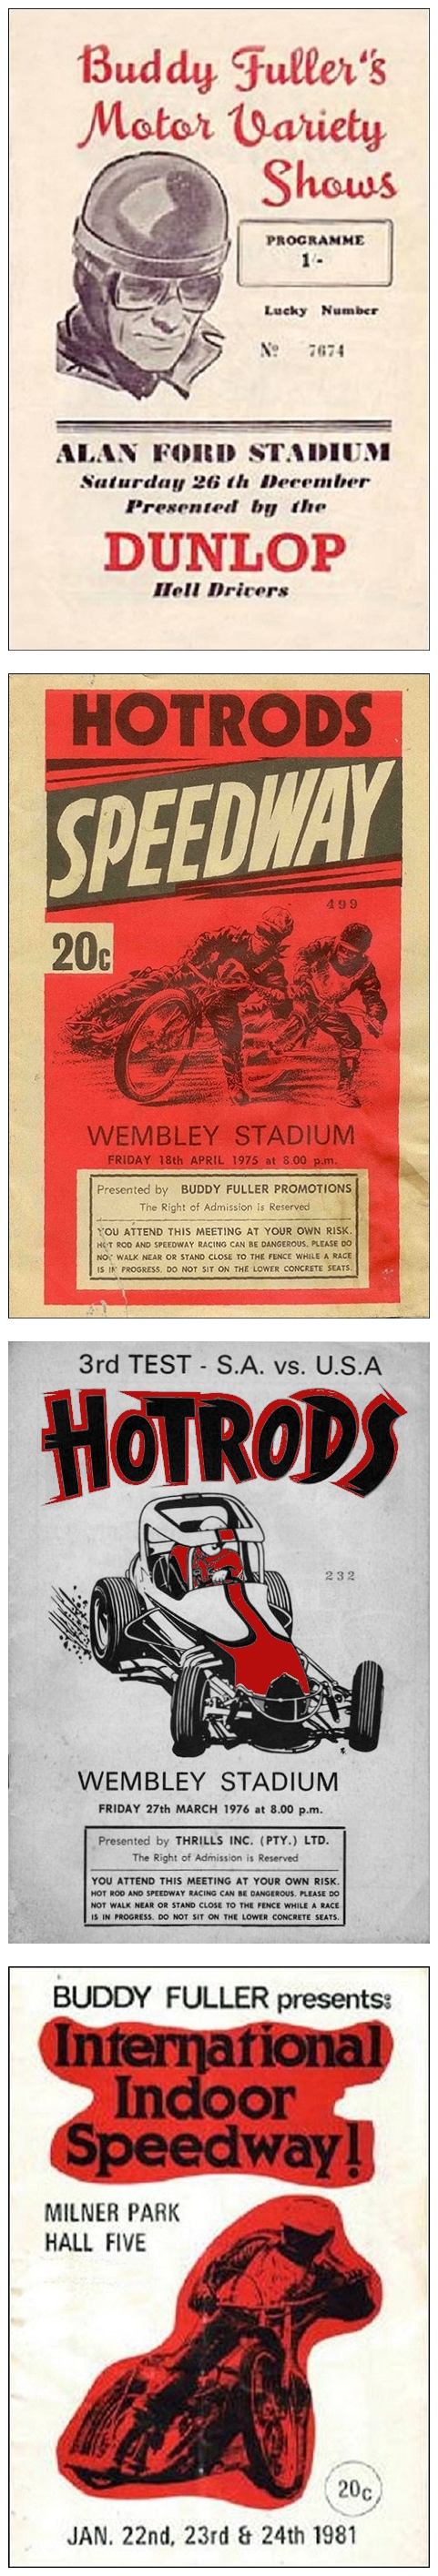 Buddy Fuller's
Motor Variety
Shows
PROGRAMME
1'-
Lucky Number
No 7674
ALAN FORD STADIUM
Saturday 26 th December
Presented by the
DUNLOP
Hell Drivers
HOTRODS
SPEEDWAY
499
20c
WEMBLEY STADIUM
FRIDAY 18th APRIL 1975 at 8.00 p.m.
Presented by BUDDY FULLER PROMOTIONS
The Right of Admission is Reserved
YOU ATTEND THIS MEETING AT YOUR OWN RISK.
HOT ROD AND SPEEDWAY RACING CAN BE DANGEROUS. PLEASE DO
NOT WALK NEAR OR STAND CLOSE TO THE FENCE WHILE A RACE
IS IN PROGRESS. DO NOT SIT ON THE LOWER CONCRETE SEATS.
3rd TEST - S.A. vs. U.S.A
HOTRODS
232
WEMBLEY STADIUM
FRIDAY 27th MARCH 1976 at 8.00 p.m.
Presented by THRILLS INC. (PTY.) LTD.
The Right of Admission is Reserved
YOU ATTEND THIS MEETING AT YOUR OWN RISK.
HOT ROD AND SPEEDWAY RACING CAN BE DANGEROUS. PLEASE DO
NOT WALK NEAR OR STAND CLOSE TO THE FENCE WHILE A RACE
IS IN PROGRESS. DO NOT SIT ON THE LOWER CONCRETE SEATS.
BUDDY FULLER presents:
International
Indoor
Speedway!
MILNER PARK
HALL FIVE
20c
JAN. 22nd, 23rd & 24th 1981